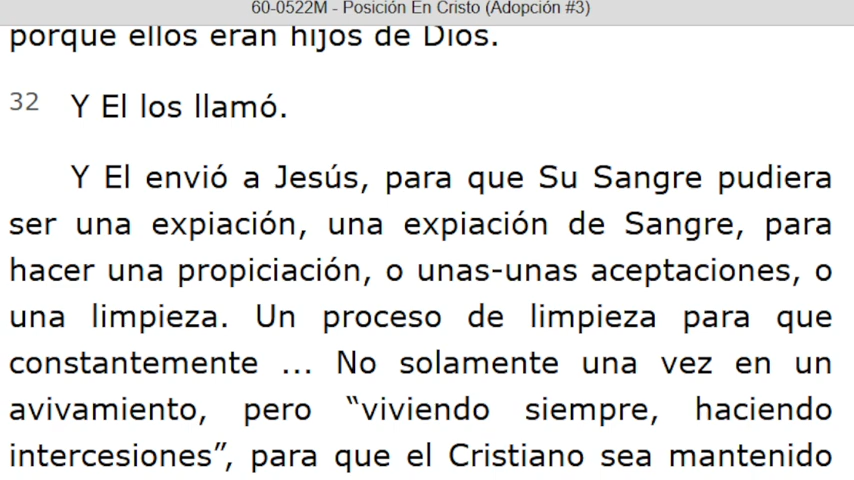 60-0522M - Posición En Cristo (Adopción #3)
porque ellos eran hijos de Dios.
32 Y El los llamó.
Y El envió a Jesús, para que Su Sangre pudiera
ser una expiación, una expiación de Sangre, para
hacer una propiciación, o unas-unas aceptaciones, o
una limpieza. Un proceso de limpieza para que
constantemente ... No solamente una vez en un
avivamiento, pero “viviendo siempre, haciendo
intercesiones”, para que el Cristiano sea mantenido